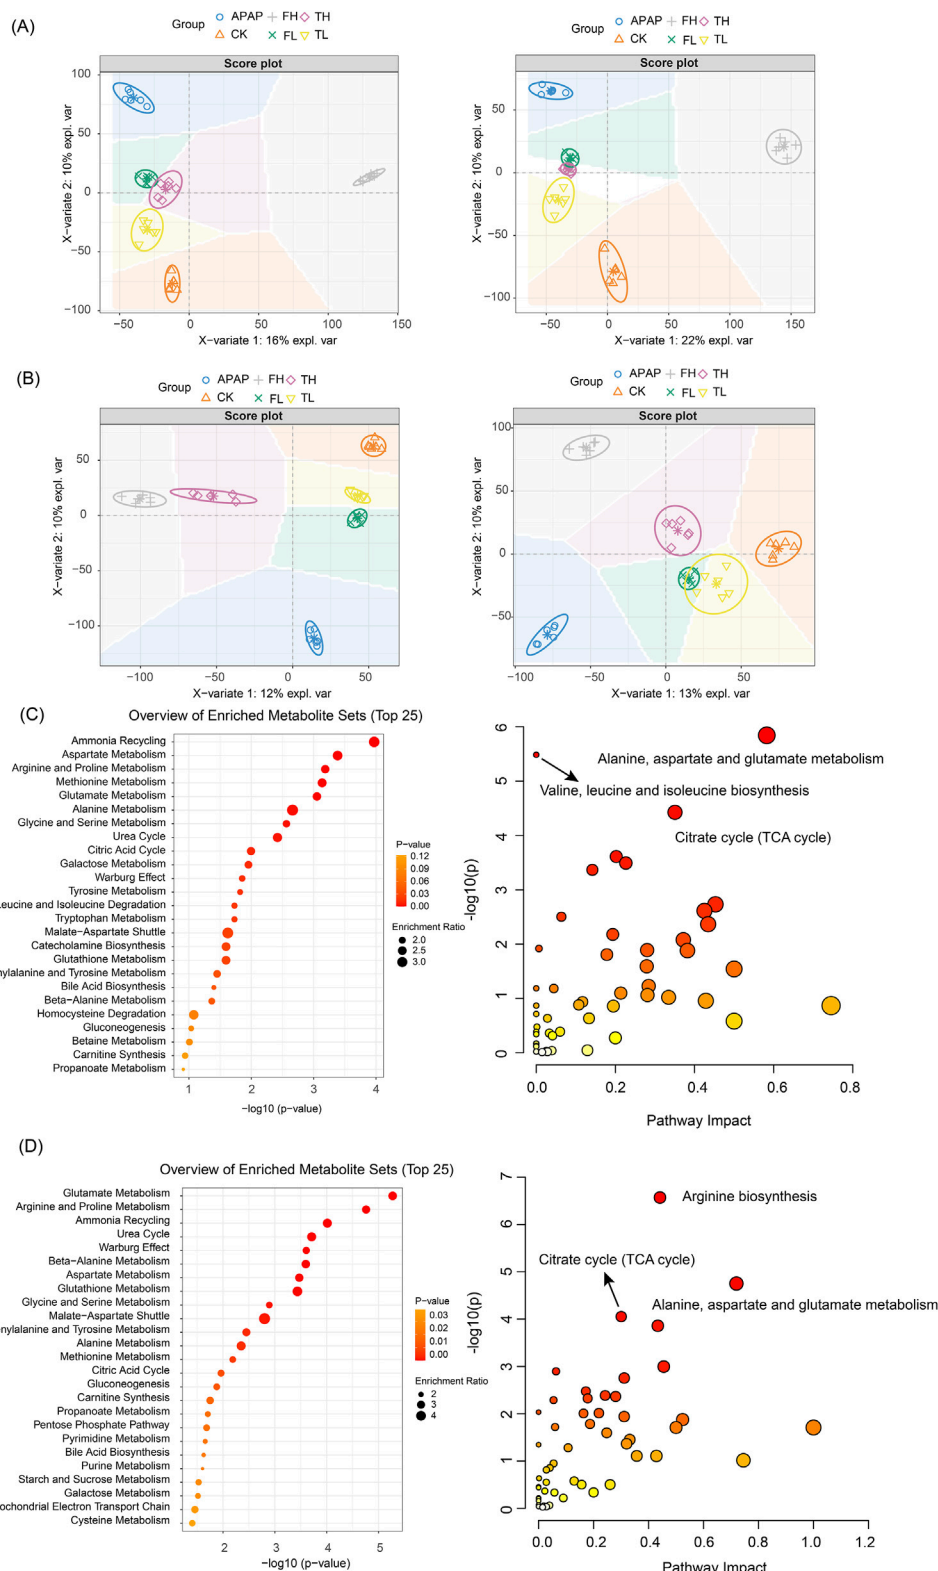 (A)
Group
APAP FH TH
CK FL TL
Score plot
X-variate 2: 10% expl. var
100
50
0
−50
−100
−50 0 50 100 150
X-variate 1: 16% expl. var
Group
APAP FH TH
CK FL TL
Score plot
X-variate 2: 10% expl. var
50
0
−50
−100
−50 0 50 100 150
X-variate 1: 22% expl. var
(B)
Group
APAP FH TH
CK FL TL
Score plot
X-variate 2: 10% expl. var
50
0
−50
−100
−100 −50 0 50
X-variate 1: 12% expl. var
Group
APAP FH TH
CK FL TL
Score plot
X-variate 2: 10% expl. var
100
50
0
−50
−100 −50 0 50
X-variate 1: 13% expl. var
(C)
Overview of Enriched Metabolite Sets (Top 25)
Ammonia Recycling
Aspartate Metabolism
Arginine and Proline Metabolism
Methionine Metabolism
Glutamate Metabolism
Alanine Metabolism
Glycine and Serine Metabolism
Urea Cycle
Citric Acid Cycle
Galactose Metabolism
Warburg Effect
Tyrosine Metabolism
Leucine and Isoleucine Degradation
Tryptophan Metabolism
Malate−Aspartate Shuttle
Catecholamine Biosynthesis
Glutathione Metabolism
nylalanine and Tyrosine Metabolism
Bile Acid Biosynthesis
Beta−Alanine Metabolism
Homocysteine Degradation
Gluconeogenesis
Betaine Metabolism
Carnitine Synthesis
Propanoate Metabolism
1 2 3 4
−log10 (p−value)
P−value
0.12
0.09
0.06
0.03
0.00
Enrichment Ratio
2.0
2.5
3.0
-log10(p)
6
5
4
3
2
1
0
Alanine, aspartate and glutamate metabolism
Valine, leucine and isoleucine biosynthesis
Citrate cycle (TCA cycle)
0.0 0.2 0.4 0.6 0.8
Pathway Impact
(D)
Overview of Enriched Metabolite Sets (Top 25)
Glutamate Metabolism
Arginine and Proline Metabolism
Ammonia Recycling
Urea Cycle
Warburg Effect
Beta−Alanine Metabolism
Aspartate Metabolism
Glutathione Metabolism
Glycine and Serine Metabolism
Malate−Aspartate Shuttle
enylalanine and Tyrosine Metabolism
Alanine Metabolism
Methionine Metabolism
Citric Acid Cycle
Gluconeogenesis
Carnitine Synthesis
Propanoate Metabolism
Pentose Phosphate Pathway
Pyrimidine Metabolism
Bile Acid Biosynthesis
Purine Metabolism
Starch and Sucrose Metabolism
Galactose Metabolism
ochondrial Electron Transport Chain
Cysteine Metabolism
2 3 4 5
−log10 (p−value)
P−value
0.03
0.02
0.01
0.00
Enrichment Ratio
2
3
4
-log10(p)
7
6
5
4
3
2
1
0
Arginine biosynthesis
Citrate cycle (TCA cycle)
Alanine, aspartate and glutamate metabolism
0.0 0.2 0.4 0.6 0.8 1.0 1.2
Pathway Impact